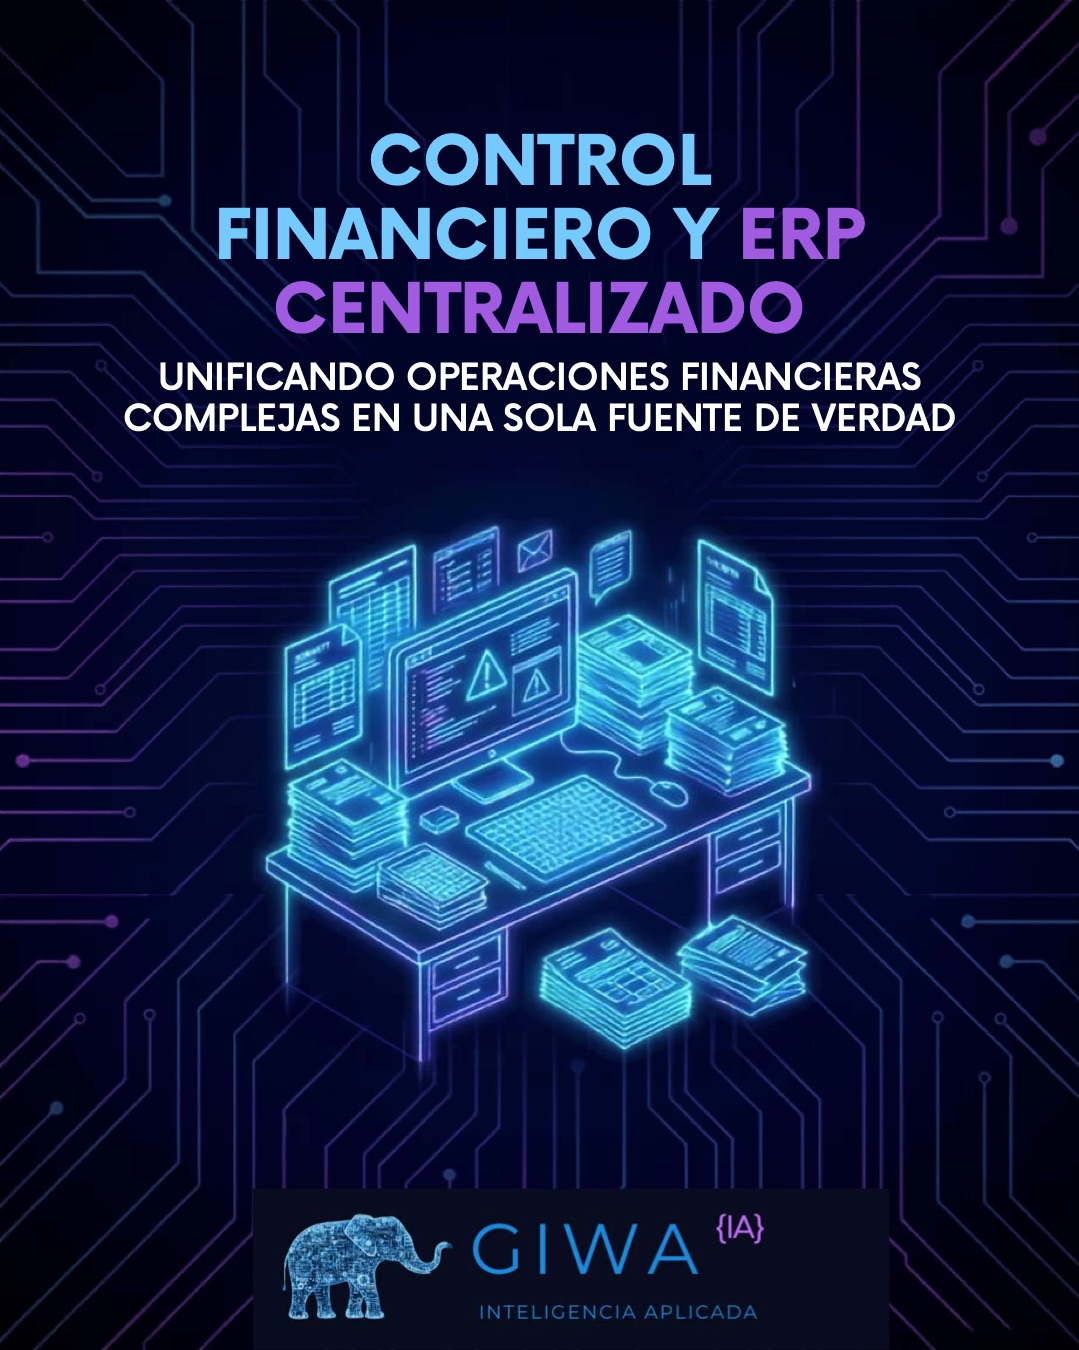 CONTROL
FINANCIERO Y ERP
CENTRALIZADO
UNIFICANDO OPERACIONES FINANCIERAS
COMPLEJAS EN UNA SOLA FUENTE DE VERDAD
GIWA {IA}
INTELIGENCIA APLICADA